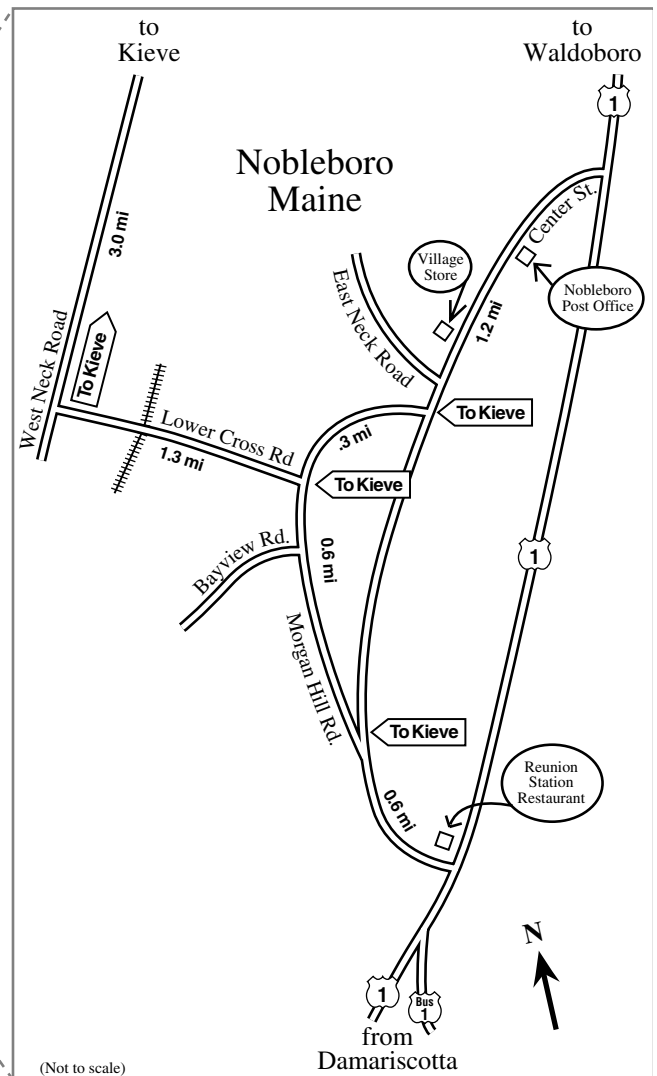 to
Kieve
to
Waldoboro
1
Nobleboro
Maine
Center St.
3.0 mi
Village
Store
Nobleboro
Post Office
East Neck Road
1.2 mi
West Neck Road
To Kieve
To Kieve
Lower Cross Rd
.3 mi
1.3 mi
To Kieve
Bayview Rd.
0.6 mi
1
Morgan Hill Rd.
To Kieve
Reunion
Station
Restaurant
0.6 mi
N
1
Bus
1
from
Damariscotta
(Not to scale)